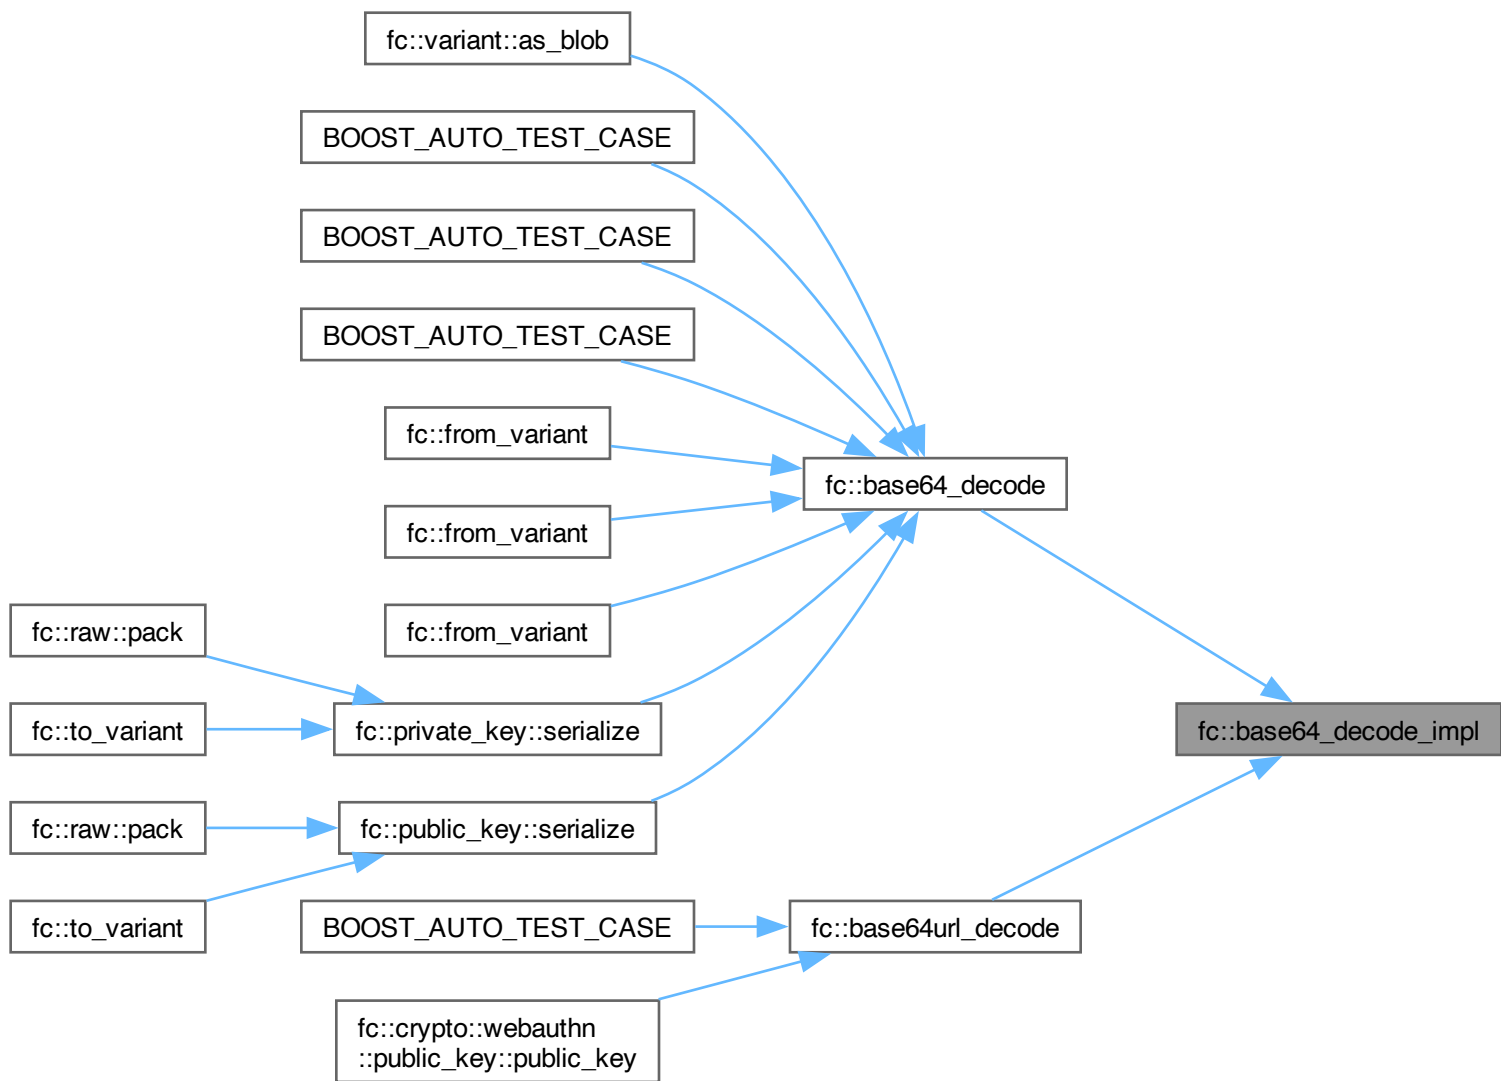 fc::variant::as_blob
BOOST_AUTO_TEST_CASE
BOOST_AUTO_TEST_CASE
BOOST_AUTO_TEST_CASE
fc::from_variant
fc::base64_decode
fc::from_variant
fc::from_variant
fc::raw::pack
fc::to_variant
fc::private_key::serialize
fc::base64_decode_impl
fc::raw::pack
fc::public_key::serialize
fc::to_variant
BOOST_AUTO_TEST_CASE
fc::base64url_decode
fc::crypto::webauthn
::public_key::public_key